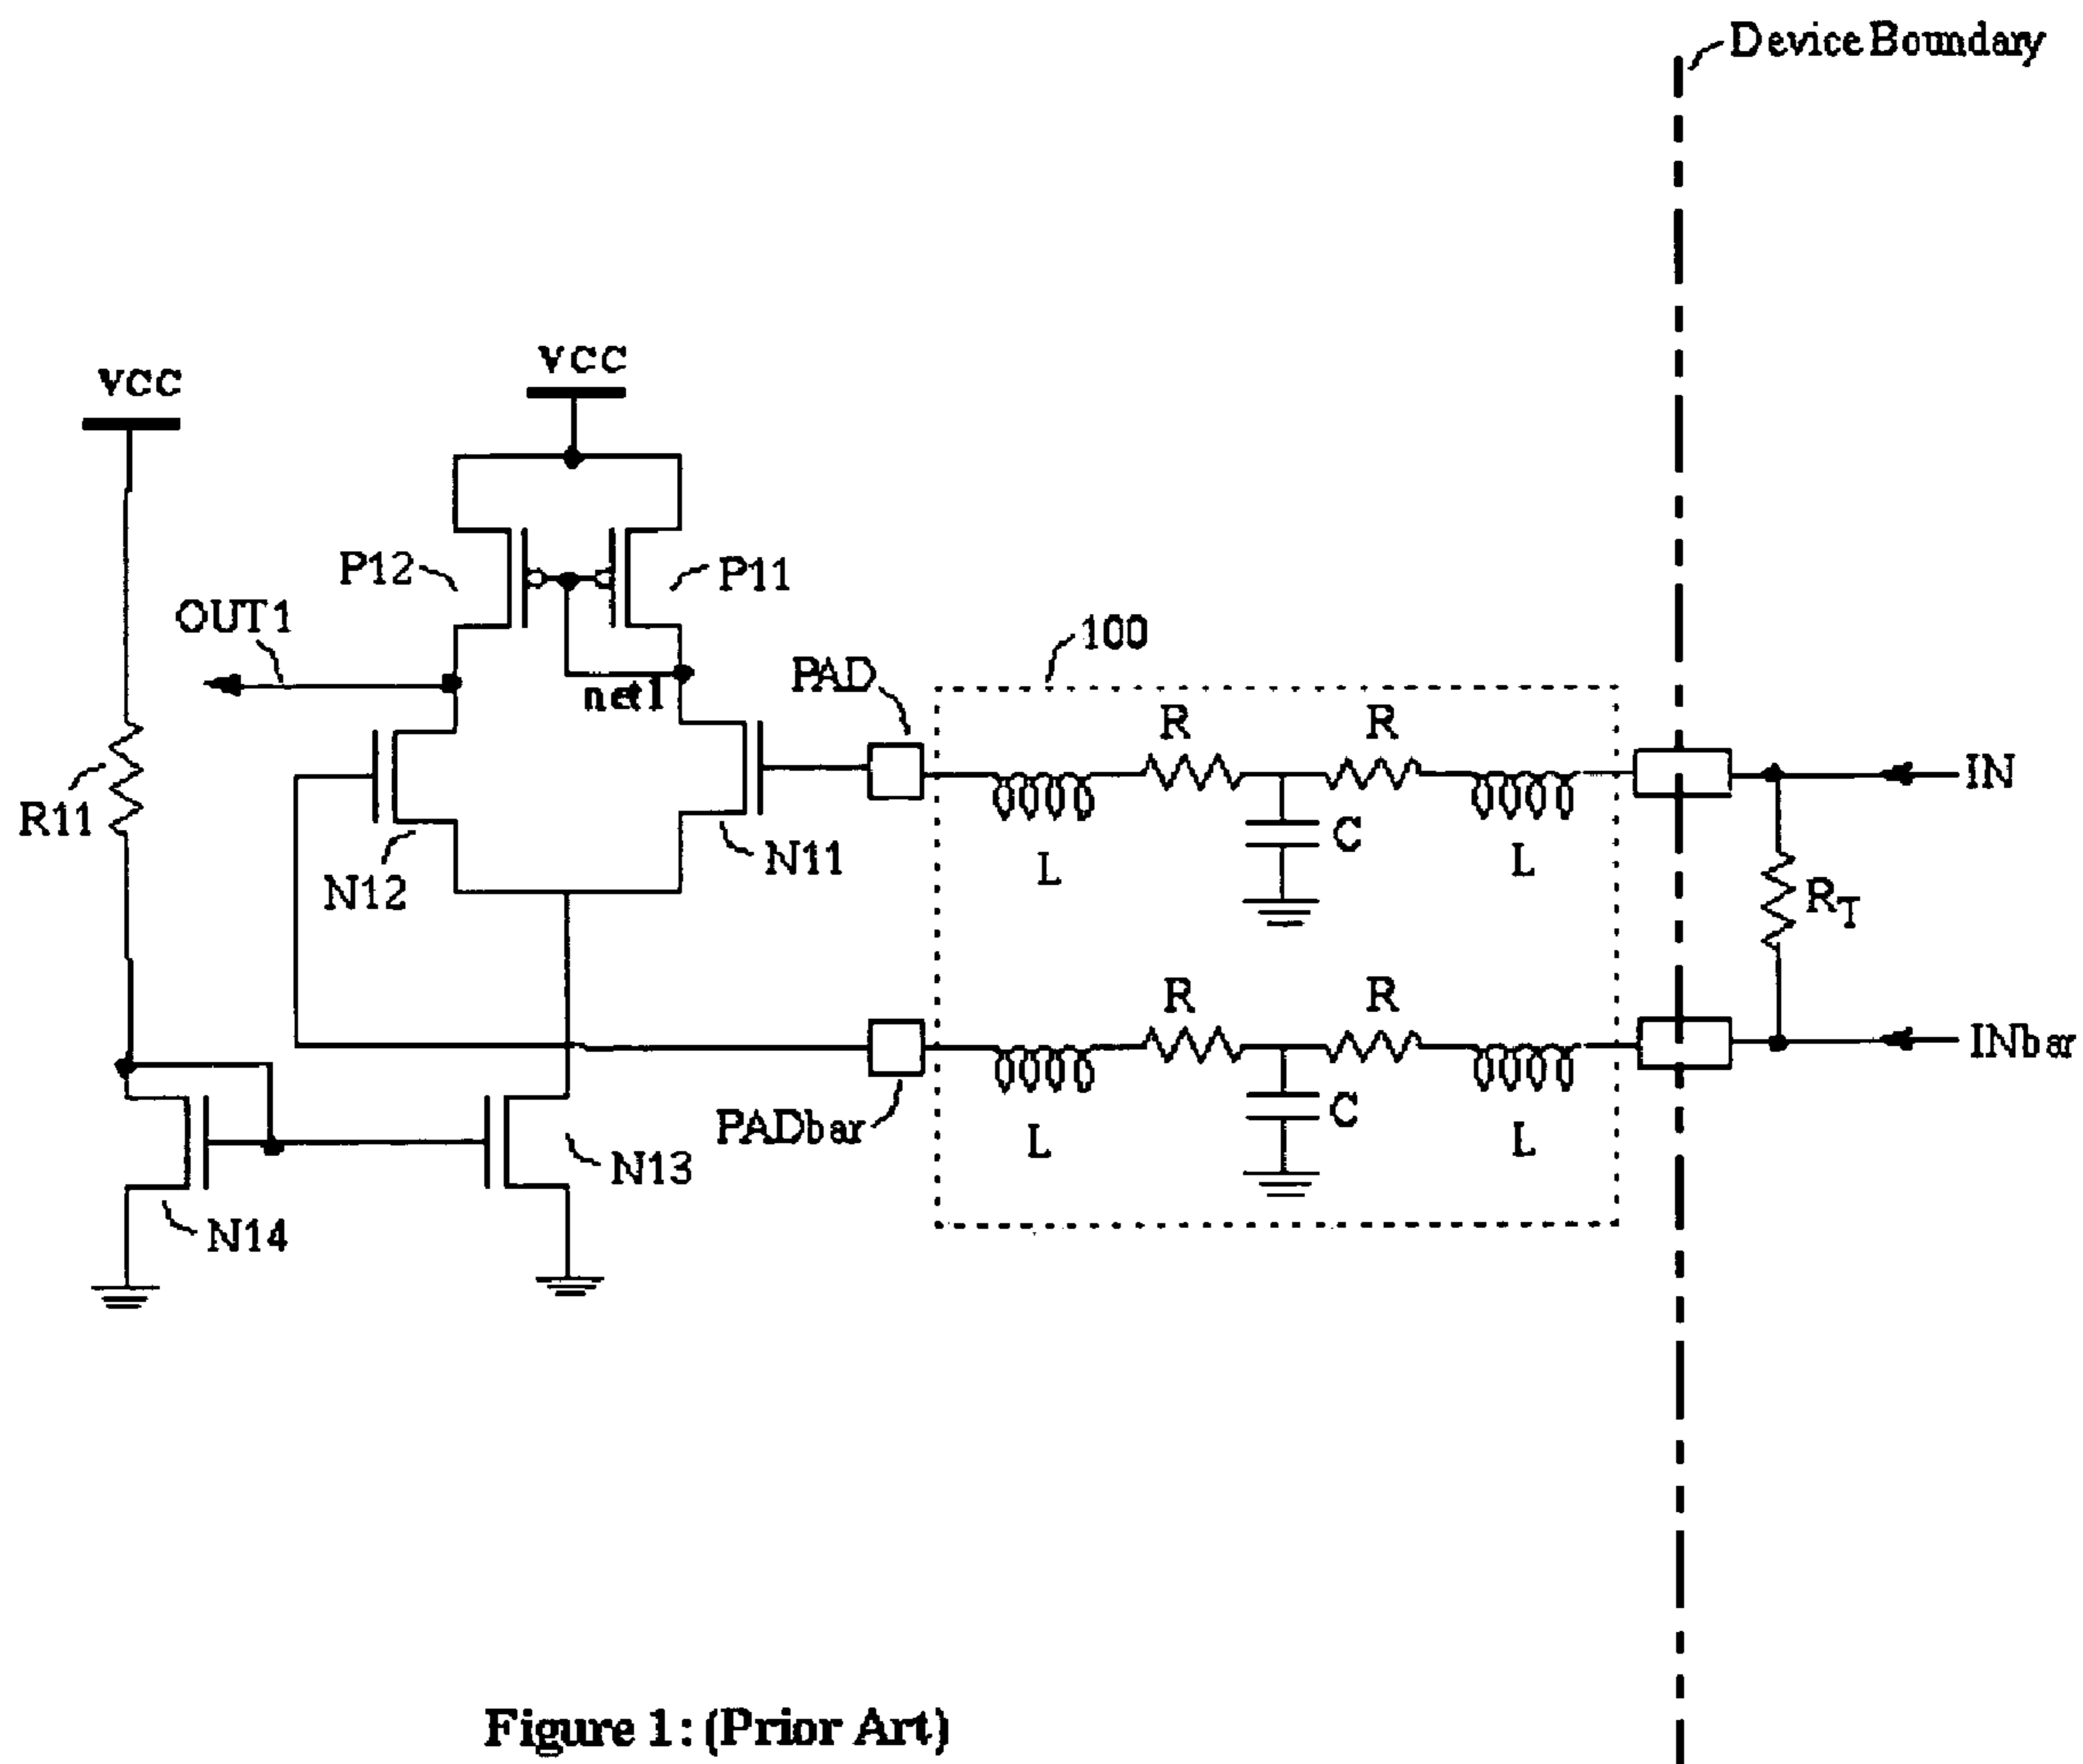 Device Boundary
VCC
VCC
P12
P11
OUT1
100
PAD
net1
R
R
IN
R11
C
N11
L
L
N12
RT
R
R
INbar
PADbar
C
L
L
N13
N14
Figure 1: (Prior Art)